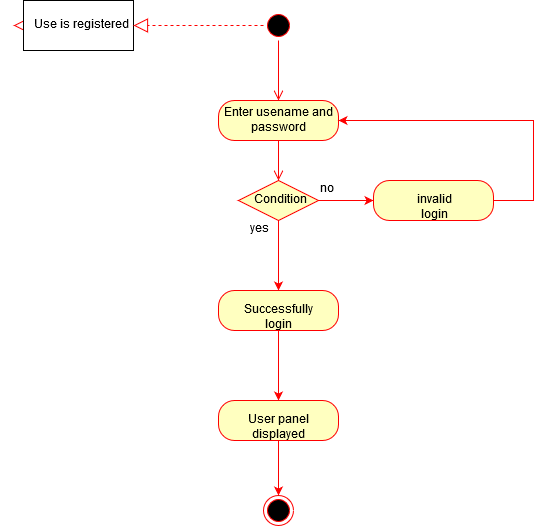 Use is registered
Enter usename and
password
Condition
no
invalid
login
yes
Successfully
login
User panel
displayed